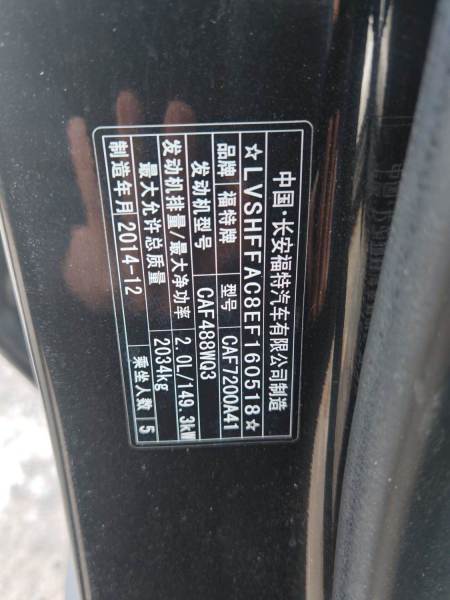 中国·长安福特汽车有限公司制造
☆LVSHFFAC8EF160518☆
品牌 福特牌 型号 CAF7200A41
发动机型号 CAF488WQ3
发动机排量/最大净功率 2.0L/149.3kW
最大允许总质量 2034kg
制造年月 2014-12 乘坐人数 5